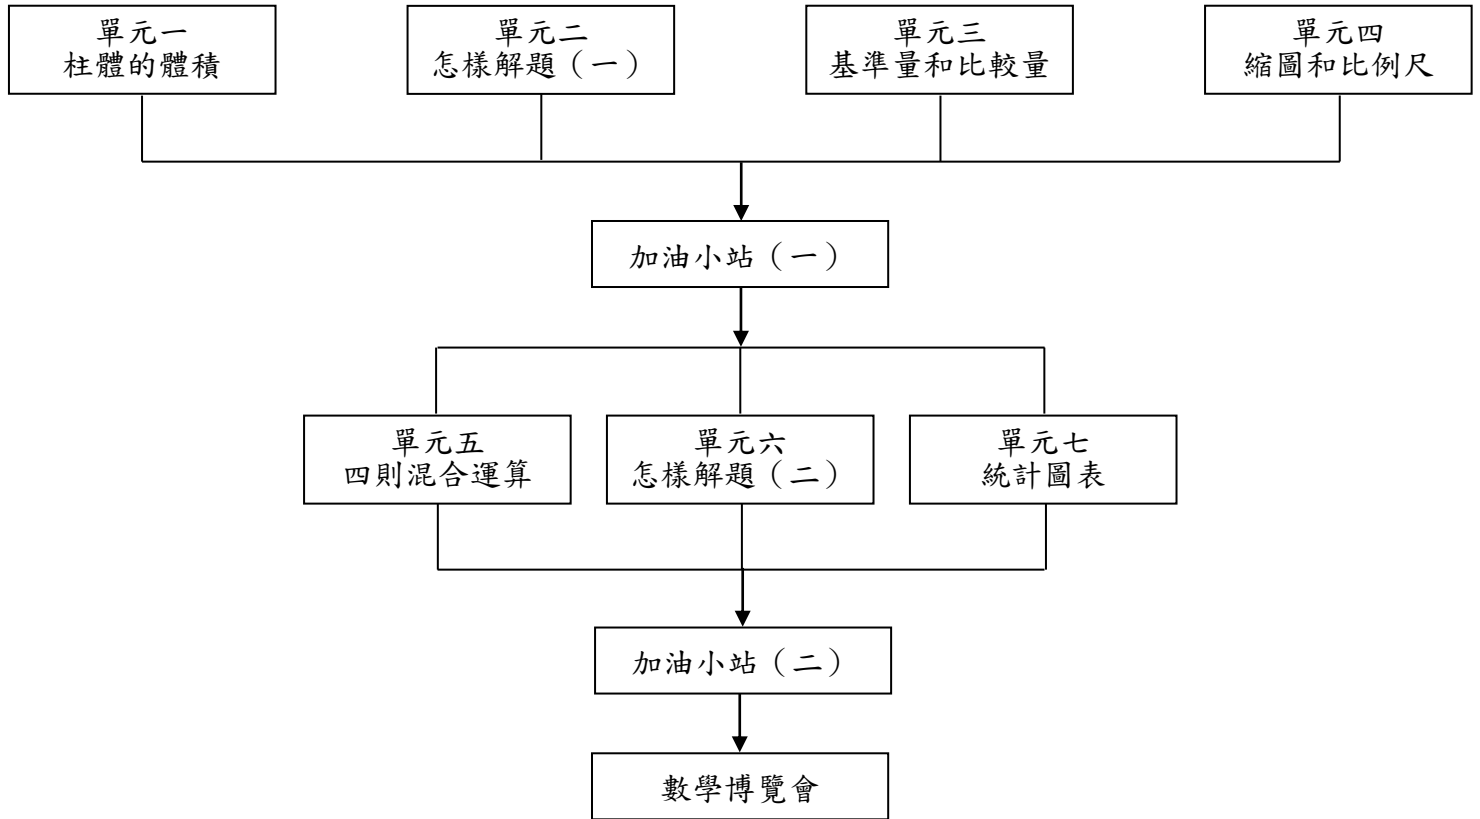 單元一
柱體的體積
單元二
怎樣解題（一）
單元三
基準量和比較量
單元四
縮圖和比例尺
加油小站（一）
單元五
四則混合運算
單元六
怎樣解題（二）
單元七
統計圖表
加油小站（二）
數學博覽會